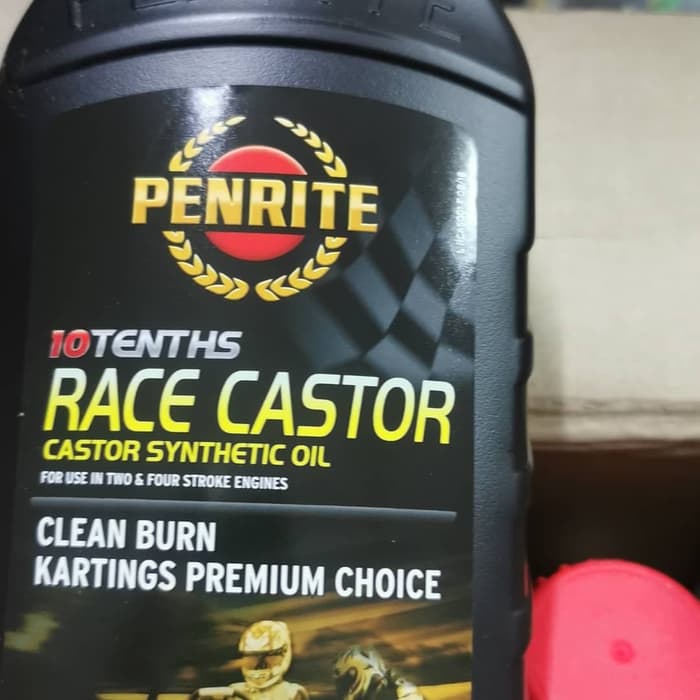 PENRITE
PENRITE
10TENTHS
RACE CASTOR
CASTOR SYNTHETIC OIL
FOR USE IN TWO & FOUR STROKE ENGINES
CLEAN BURN
KARTINGS PREMIUM CHOICE